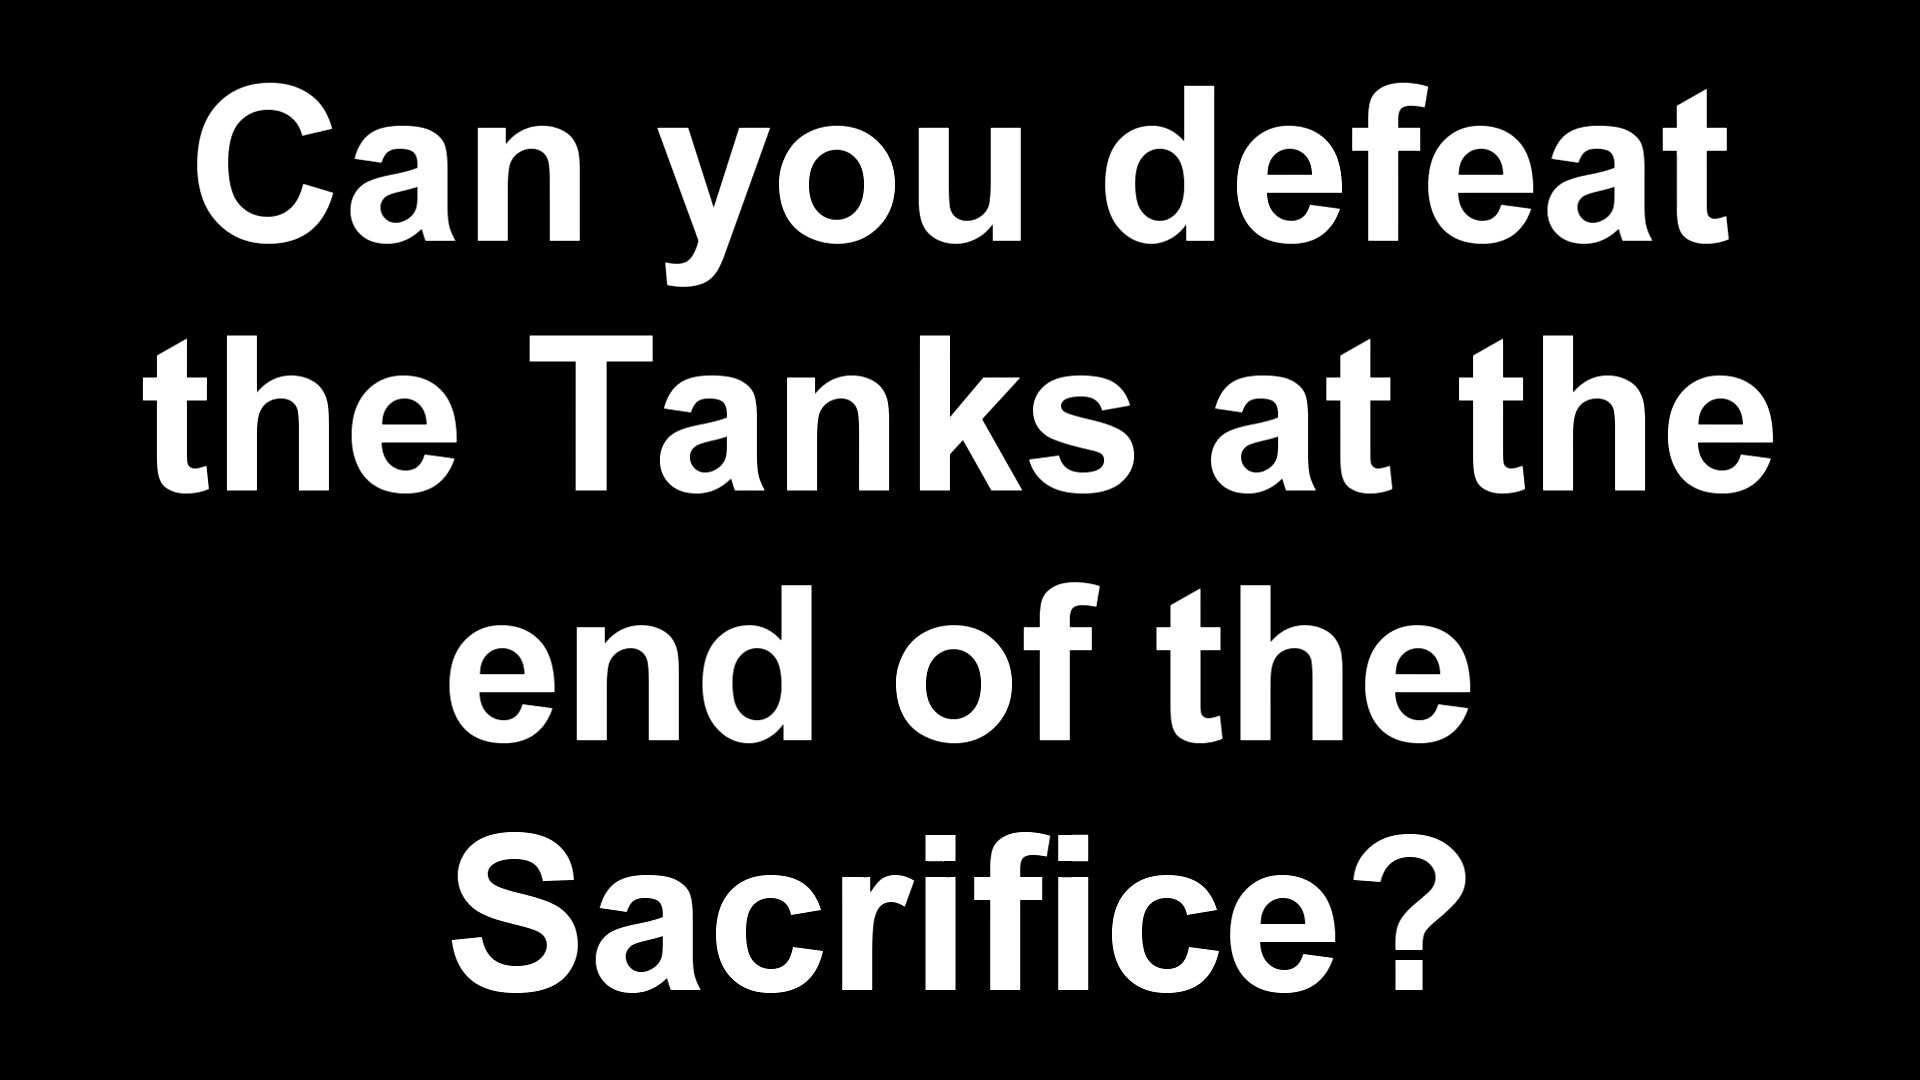 Can you defeat
the Tanks at the
end of the
Sacrifice?